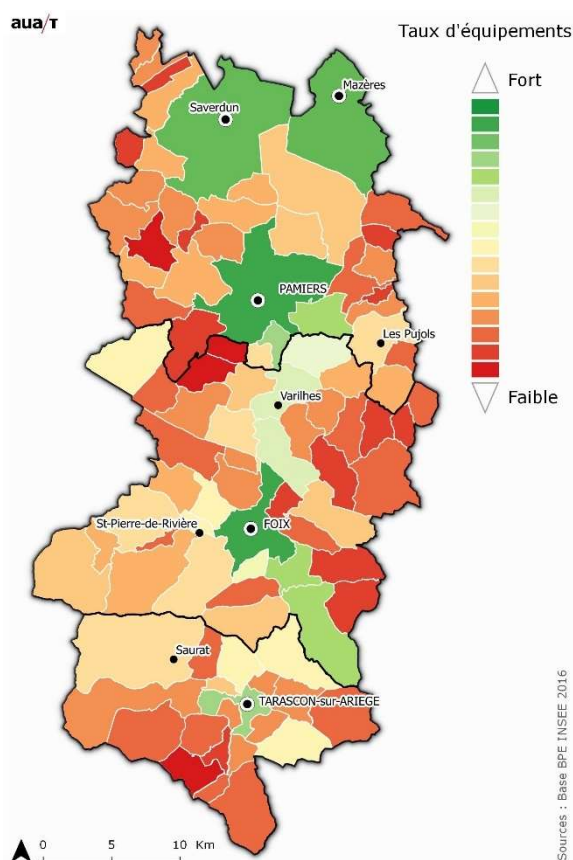 aua/T
Taux d'équipements
Fort
Faible
Mazères
Saverdun
PAMIERS
Les Pujols
Varilhes
St-Pierre-de-Rivière
FOIX
Saurat
TARASCON-sur-ARIEGE
0 5 10 Km
Sources : Base BPE INSEE 2016